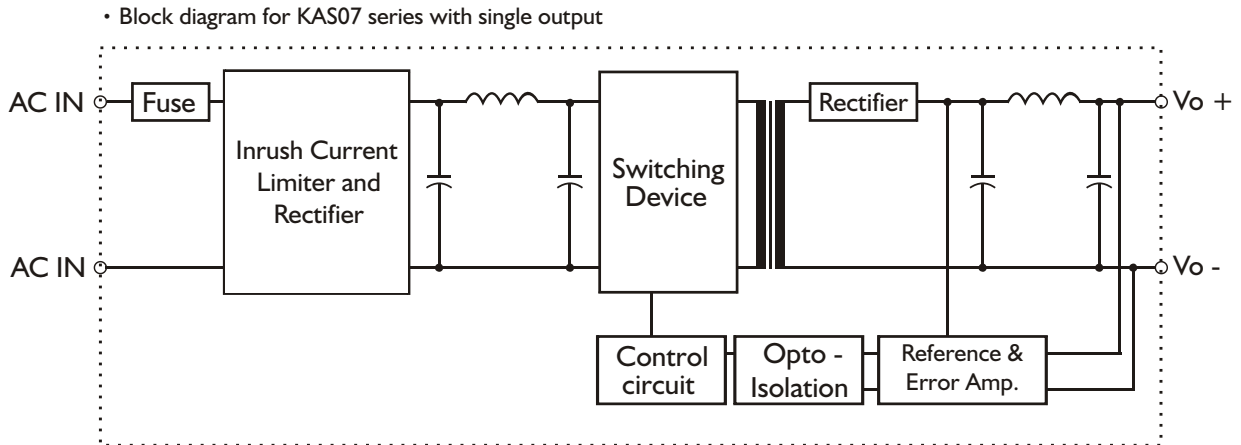 ・Block diagram for KAS07 series with single output
AC IN
Fuse
Inrush Current
Limiter and
Rectifier
Switching
Device
Rectifier
Vo +
AC IN
Vo -
Control
circuit
Opto -
Isolation
Reference &
Error Amp.